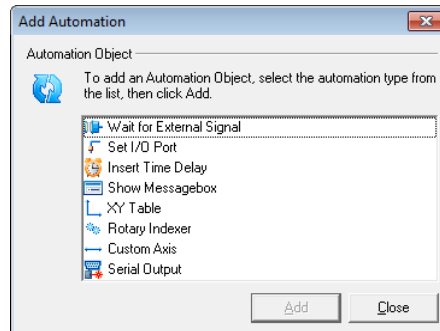 Add Automation
Automation Object
To add an Automation Object, select the automation type from
the list, then click Add.
Wait for External Signal
Set I/O Port
Insert Time Delay
Show Messagebox
XY Table
Rotary Indexer
Custom Axis
Serial Output
Add
Close